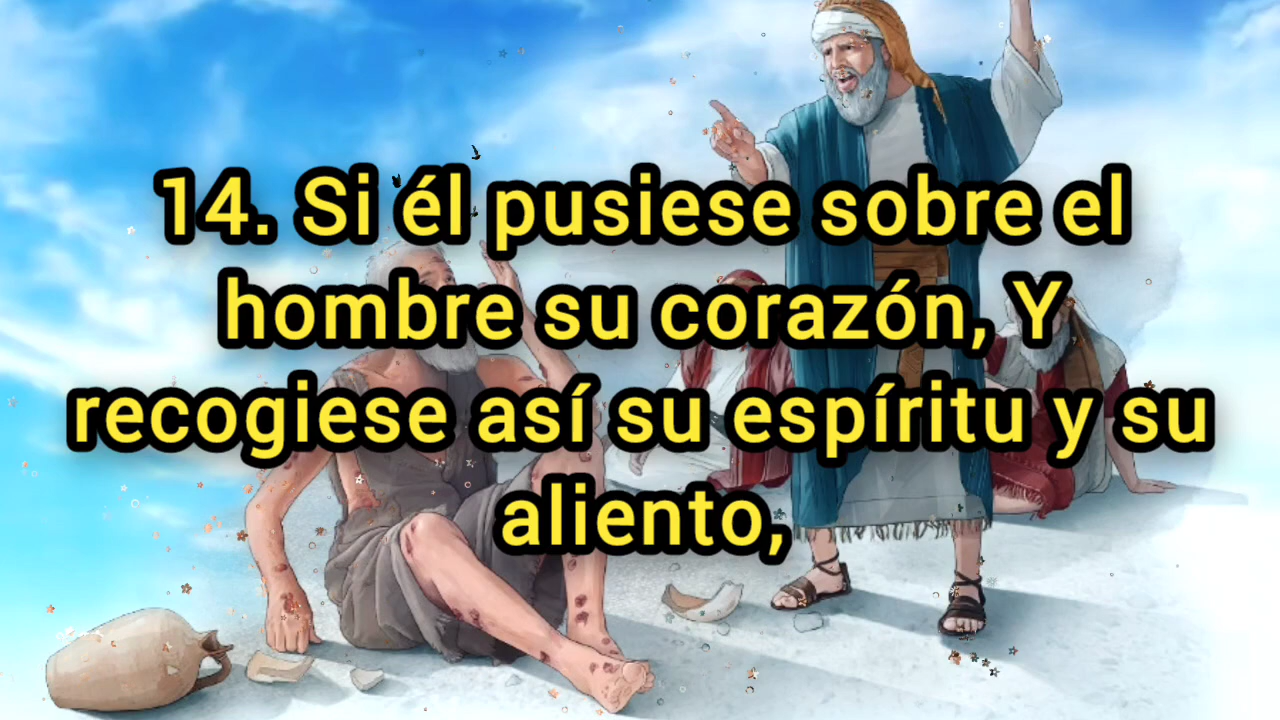 14. Si él pusiese sobre el
hombre su corazón, Y
recogiese así su espíritu y su
aliento,